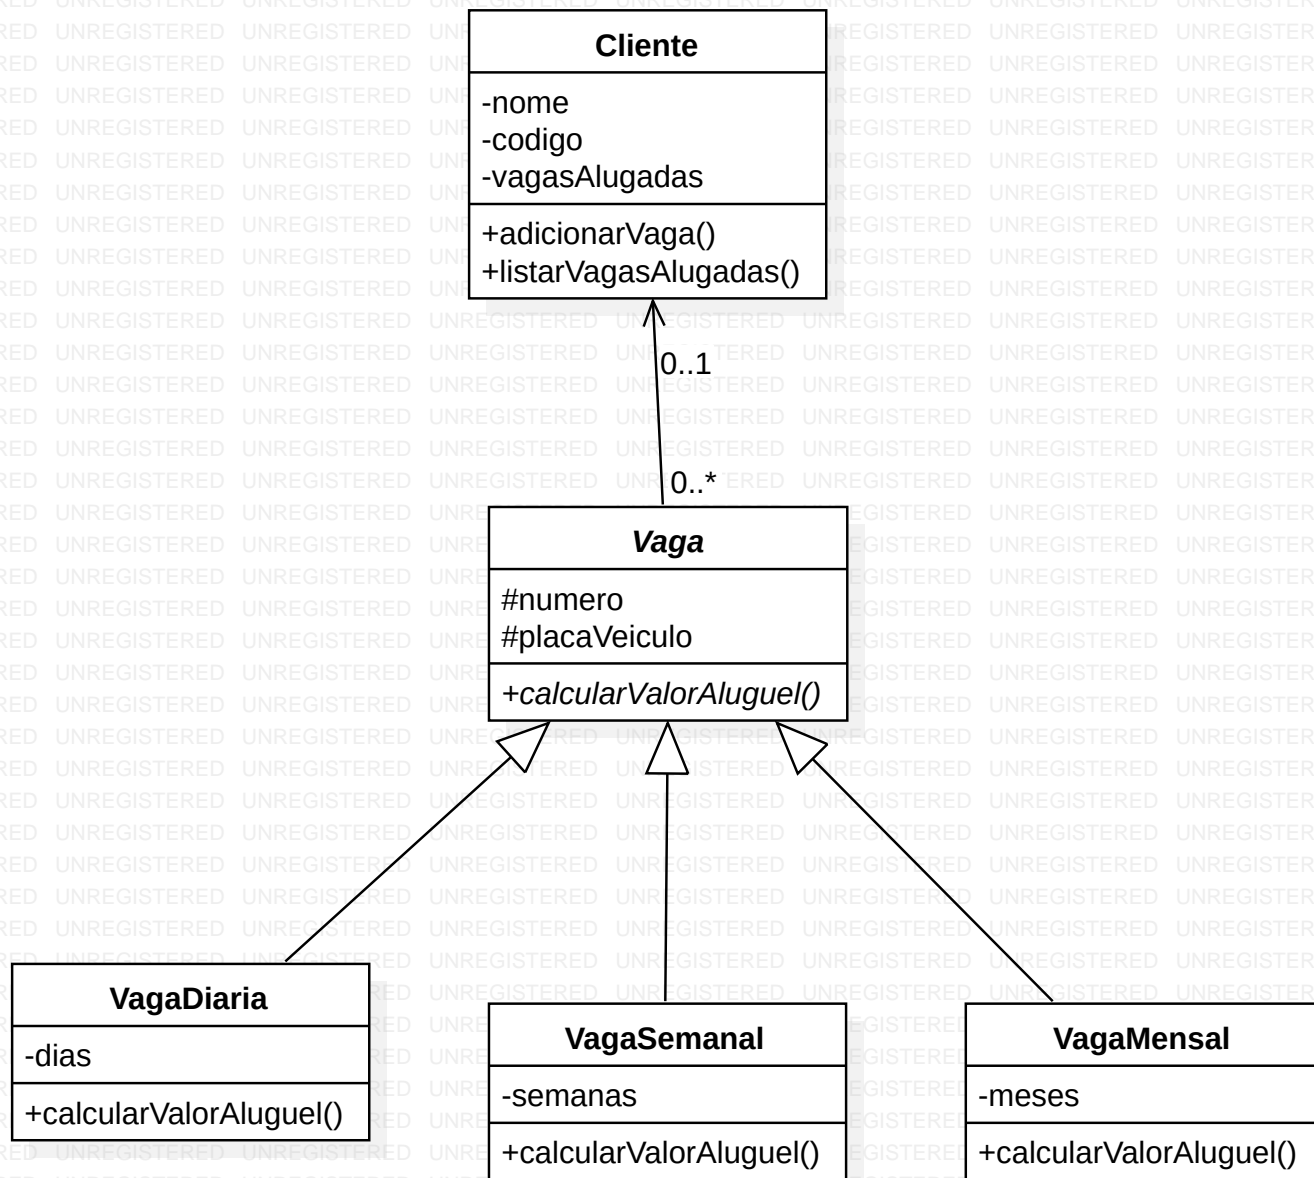 Cliente
-nome
-codigo
-vagasAlugadas
+adicionarVaga()
+listarVagasAlugadas()
0..1
0..*
Vaga
#numero
#placaVeiculo
+calcularValorAluguel()
VagaDiaria
-dias
+calcularValorAluguel()
VagaSemanal
-semanas
+calcularValorAluguel()
VagaMensal
-meses
+calcularValorAluguel()
UNREGISTERED